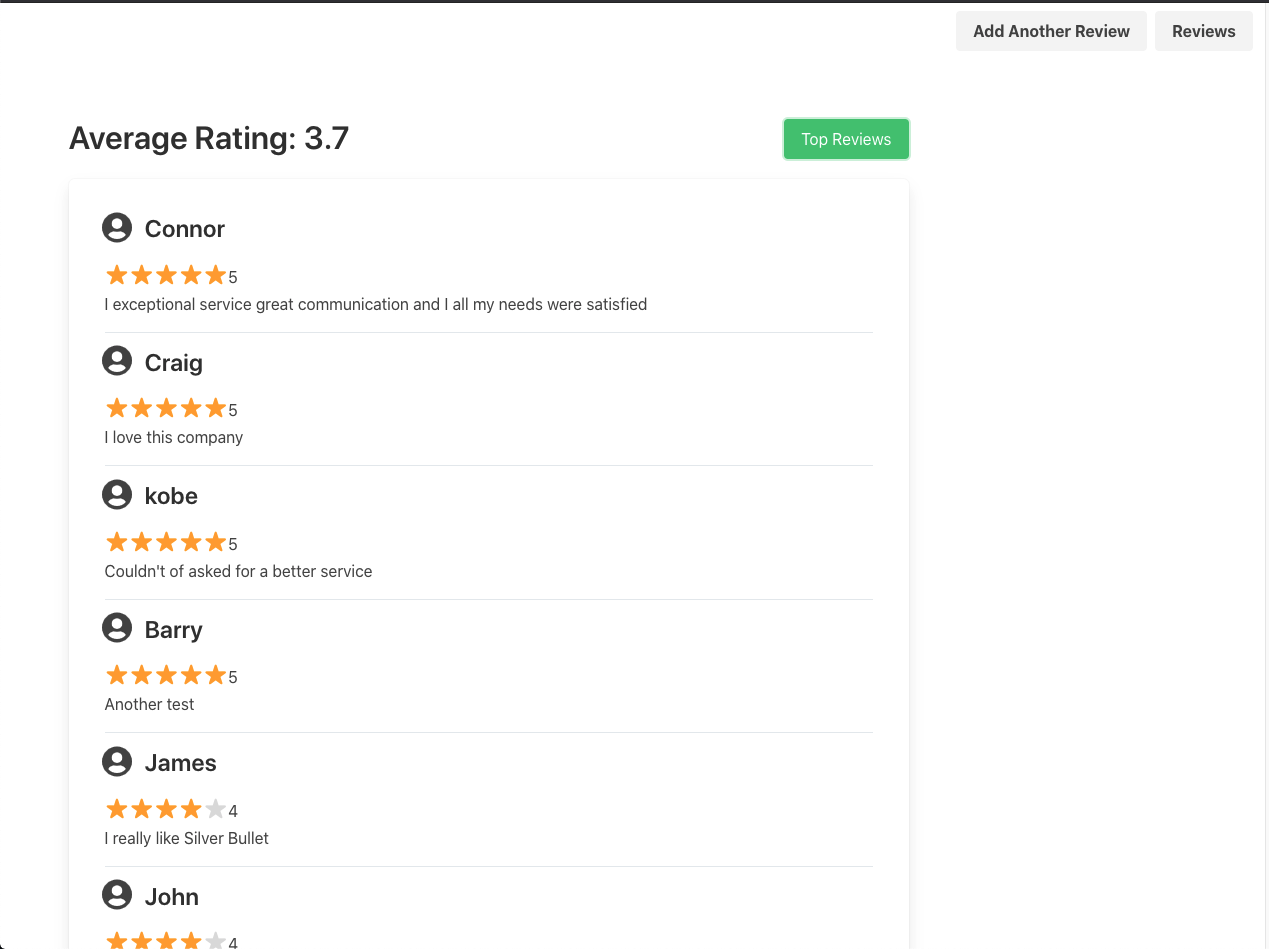 Add Another Review Reviews
Average Rating: 3.7 Top Reviews
Connor
5
I exceptional service great communication and I all my needs were satisfied
Craig
5
I love this company
kobe
5
Couldn't of asked for a better service
Barry
5
Another test
James
4
I really like Silver Bullet
John
4